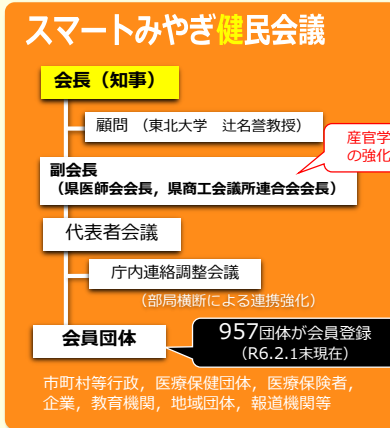 スマートみやぎ健民会議
会長（知事）
顧問 （東北大学　辻名誉教授）
産官学
の強化
副会長
（県医師会会長，県商工会議所連合会会長）
代表者会議
庁内連絡調整会議
（部局横断による連携強化）
会員団体
957団体が会員登録
（R6.2.1末現在）
市町村等行政，医療保健団体，医療保険者，
企業，教育機関，地域団体，報道機関等